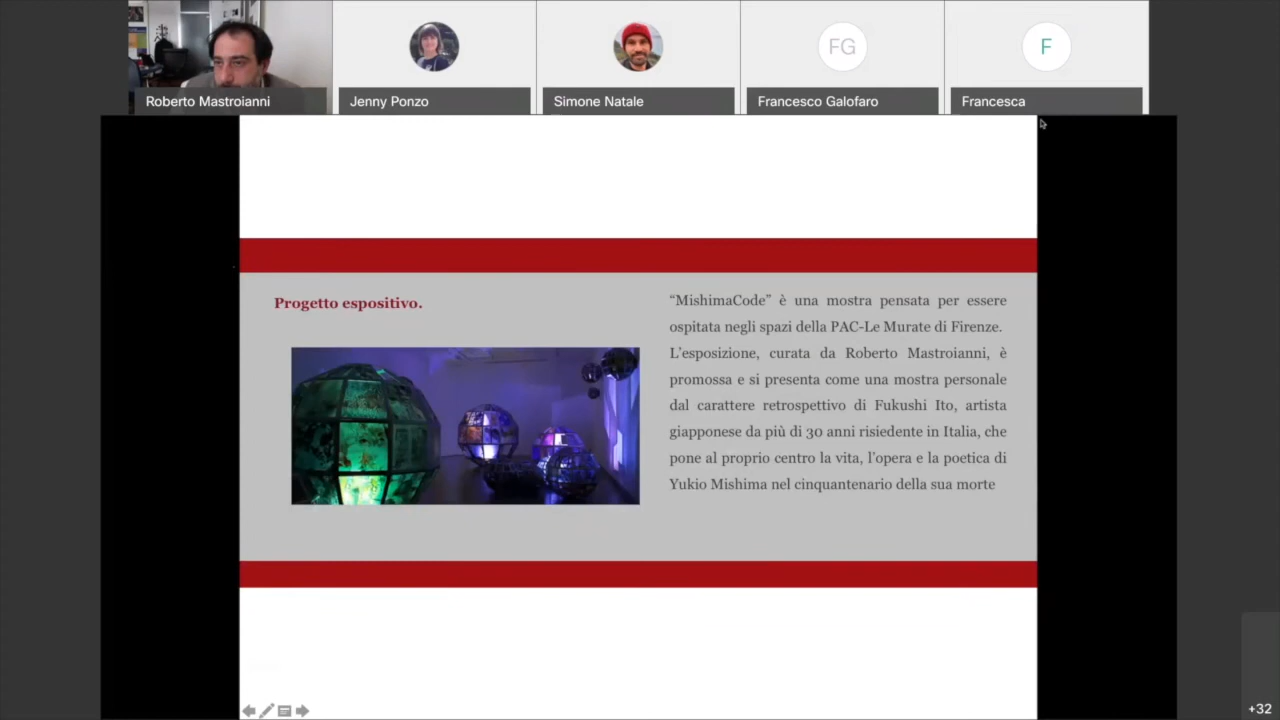 Roberto Mastroianni
Jenny Ponzo
Simone Natale
FG
Francesco Galofaro
F
Francesca
Progetto espositivo.
“MishimaCode” è una mostra pensata per essere
ospitata negli spazi della PAC-Le Murate di Firenze.
L’esposizione, curata da Roberto Mastroianni, è
promossa e si presenta come una mostra personale
dal carattere retrospettivo di Fukushi Ito, artista
giapponese da più di 30 anni risiedente in Italia, che
pone al proprio centro la vita, l’opera e la poetica di
Yukio Mishima nel cinquantenario della sua morte
+32